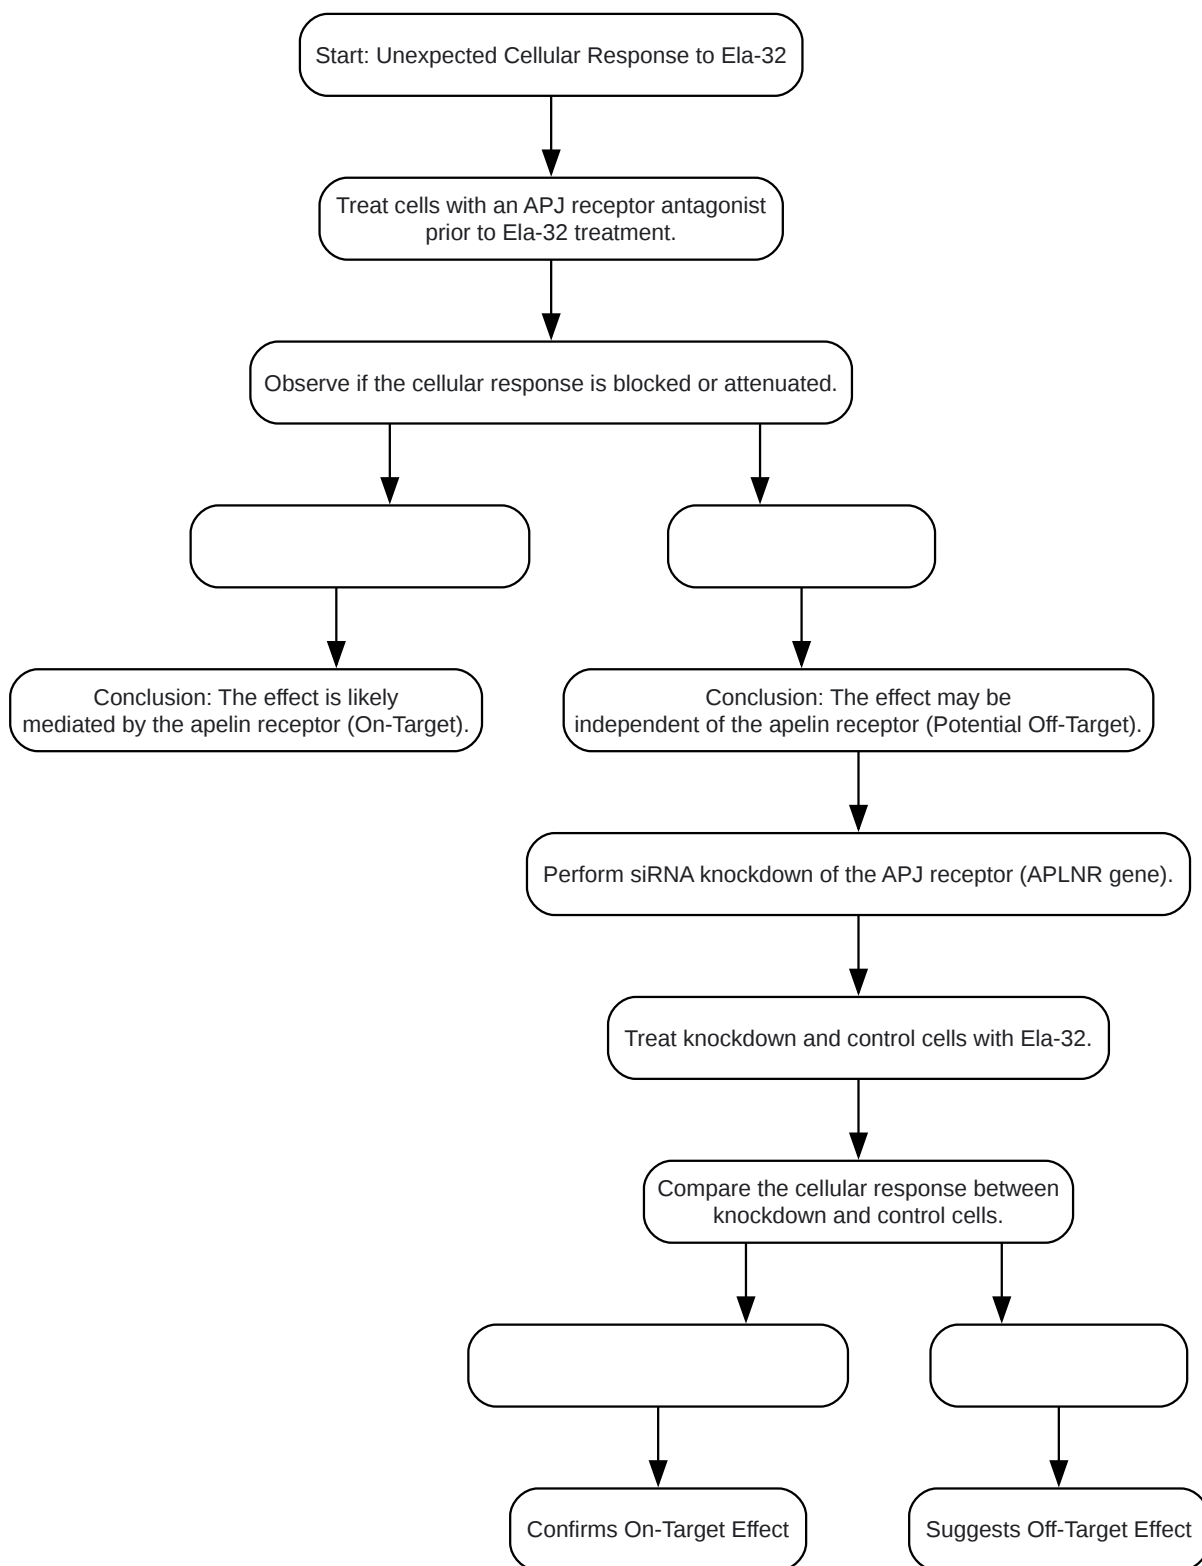 Start: Unexpected Cellular Response to Ela-32
Treat cells with an APJ receptor antagonist
prior to Ela-32 treatment.
Observe if the cellular response is blocked or attenuated.
Conclusion: The effect is likely
mediated by the apelin receptor (On-Target).
Conclusion: The effect may be
independent of the apelin receptor (Potential Off-Target).
Perform siRNA knockdown of the APJ receptor (APLNR gene).
Treat knockdown and control cells with Ela-32.
Compare the cellular response between
knockdown and control cells.
Confirms On-Target Effect
Suggests Off-Target Effect